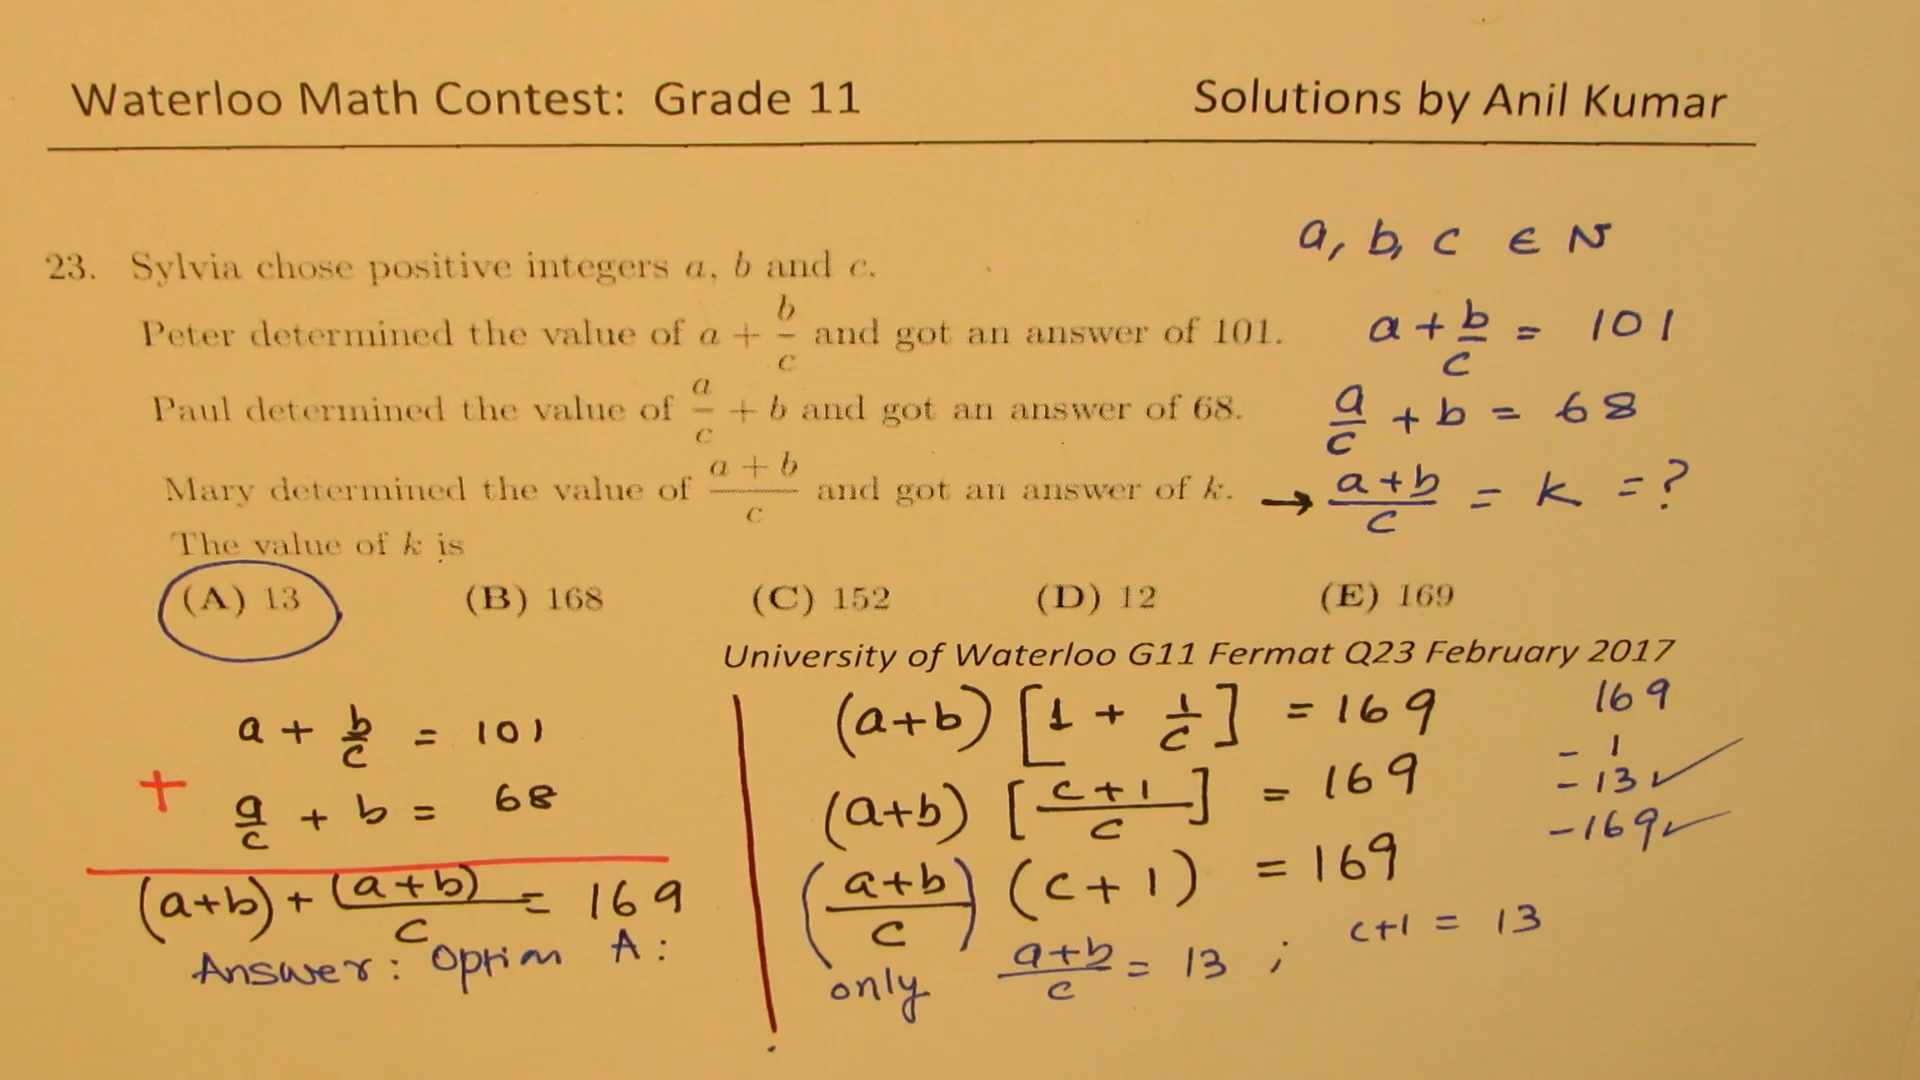 Waterloo Math Contest: Grade 11 Solutions by Anil Kumar
a, b, c ∈ N
23. Sylvia chose positive integers a, b and c.
Peter determined the value of a + b/c and got an answer of 101. a + b/c = 101
Paul determined the value of a/c + b and got an answer of 68. a/c + b = 68
Mary determined the value of (a + b)/c and got an answer of k. → (a+b)/c = k = ?
The value of k is
(A) 13 (B) 168 (C) 152 (D) 12 (E) 169
University of Waterloo G11 Fermat Q23 February 2017
a + b/c = 101
+ a/c + b = 68
(a+b) + (a+b)/c = 169
Answer: Option A:
(a+b) [1 + 1/c] = 169
(a+b) [(c+1)/c] = 169
((a+b)/c) (c+1) = 169
only (a+b)/c = 13 ; c+1 = 13
169
- 1
- 13 ✓
- 169 ✓